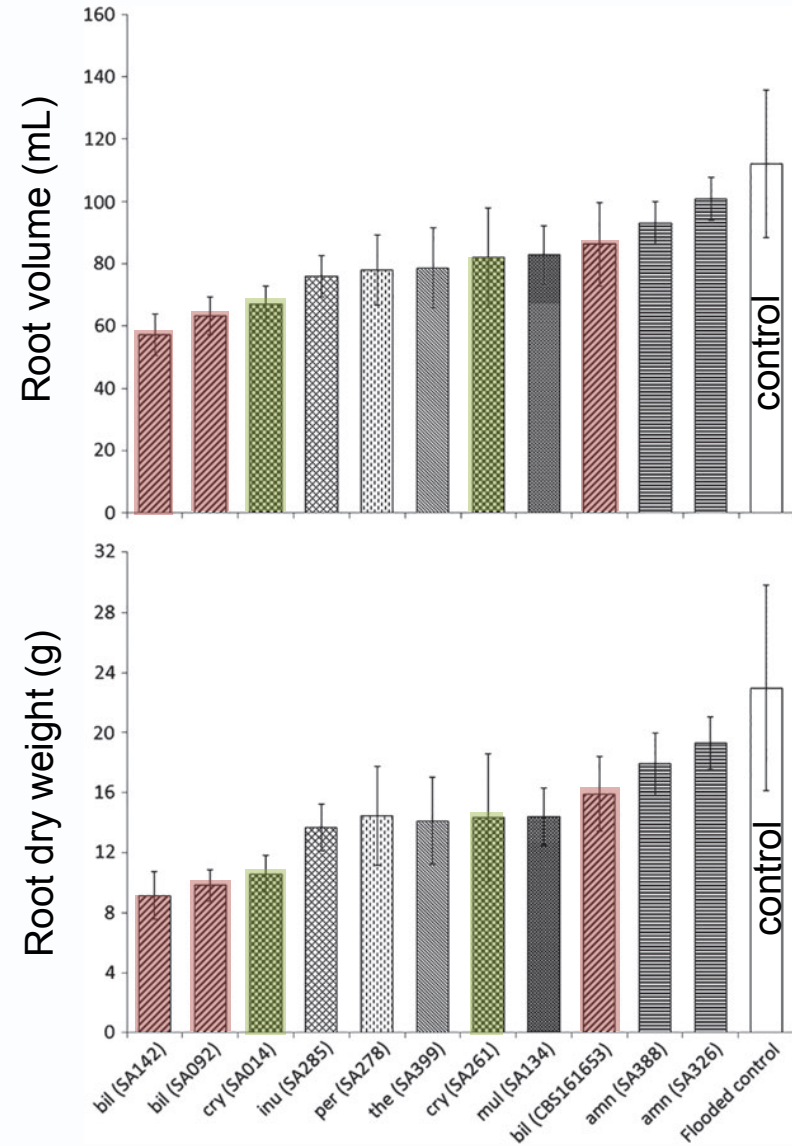 Root volume (mL)
160
140
120
100
80
60
40
20
0
control
Root dry weight (g)
32
28
24
20
16
12
8
4
0
control
bil (SA142)
bil (SA092)
cry (SA014)
inu (SA285)
per (SA278)
the (SA399)
cry (SA261)
mul (SA134)
bil (CBS161653)
amn (SA388)
amn (SA326)
Flooded control